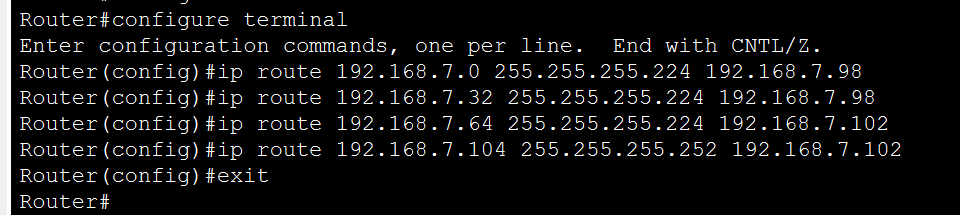 Router#configure terminal
Enter configuration commands, one per line.  End with CNTL/Z.
Router(config)#ip route 192.168.7.0 255.255.255.224 192.168.7.98
Router(config)#ip route 192.168.7.32 255.255.255.224 192.168.7.98
Router(config)#ip route 192.168.7.64 255.255.255.224 192.168.7.102
Router(config)#ip route 192.168.7.104 255.255.255.252 192.168.7.102
Router(config)#exit
Router#